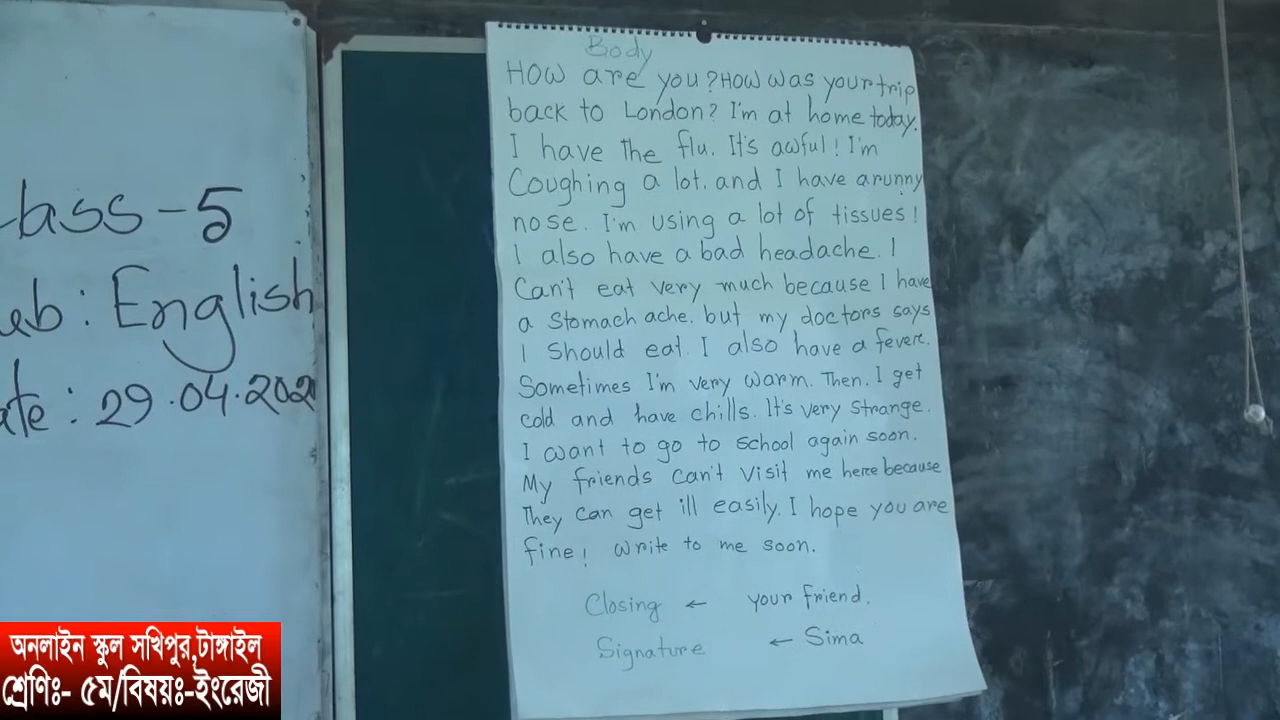 Class-5
Sub: English
Date: 29.04.202
Body
How are you? How was your trip
back to London? I'm at home today.
I have the flu. It's awful! I'm
Coughing a lot. and I have a runny
nose. I'm using a lot of tissues!
I also have a bad headache. I
Can't eat very much because I have
a Stomach ache. but my doctors says
I Should eat. I also have a fever.
Sometimes I'm very warm. Then. I get
cold and have chills. It's very strange.
I want to go to school again soon.
My friends can't visit me here because
They can get ill easily. I hope you are
fine! Write to me soon.
Closing ← your friend.
Signature ← Sima
অনলাইন স্কুল সখিপুর,টাঙ্গাইল
শ্রেণিঃ- ৫ম/বিষয়ঃ-ইংরেজী